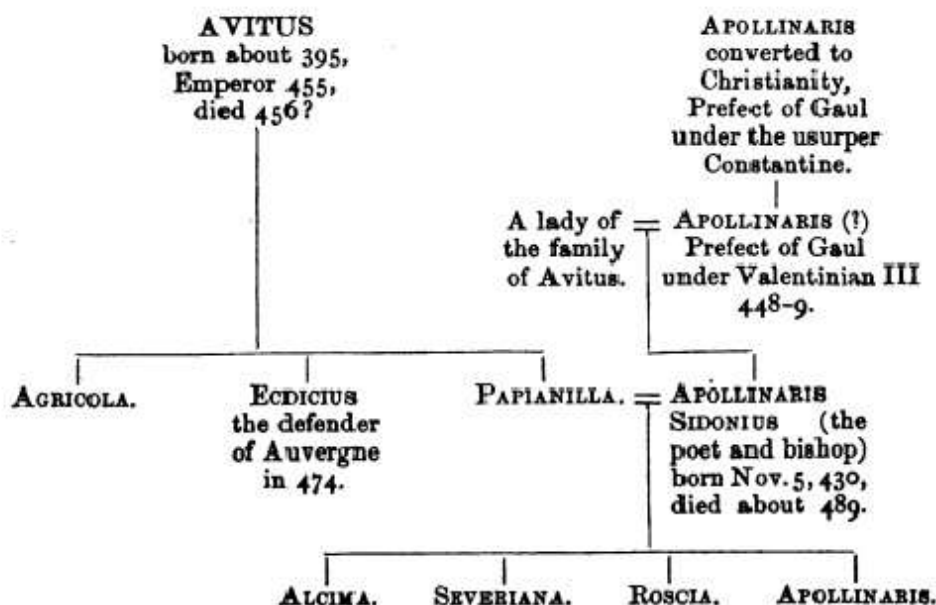 AVITUS
born about 395,
Emperor 455,
died 456?
APOLLINARIS
converted to
Christianity,
Prefect of Gaul
under the usurper
Constantine.
A lady of
the family
of Avitus.
=
APOLLINARIS (?)
Prefect of Gaul
under Valentinian III
448-9.
AGRICOLA.
ECDICIUS
the defender
of Auvergne
in 474.
PAPIANILLA.
=
APOLLINARIS
SIDONIUS (the
poet and bishop)
born Nov. 5, 430,
died about 489.
ALCIMA.
SEVERIANA.
ROSCIA.
APOLLINARIS.